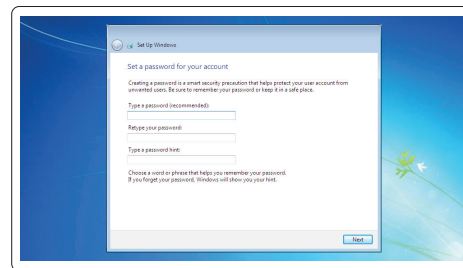 Set Up Windows
Set a password for your account
Creating a password is a smart security precaution that helps protect your user account from
unwanted users. Be sure to remember your password or keep it in a safe place.
Type a password (recommended):
Retype your password:
Type a password hint:
Choose a word or phrase that helps you remember your password.
If you forget your password, Windows will show you your hint.
Next